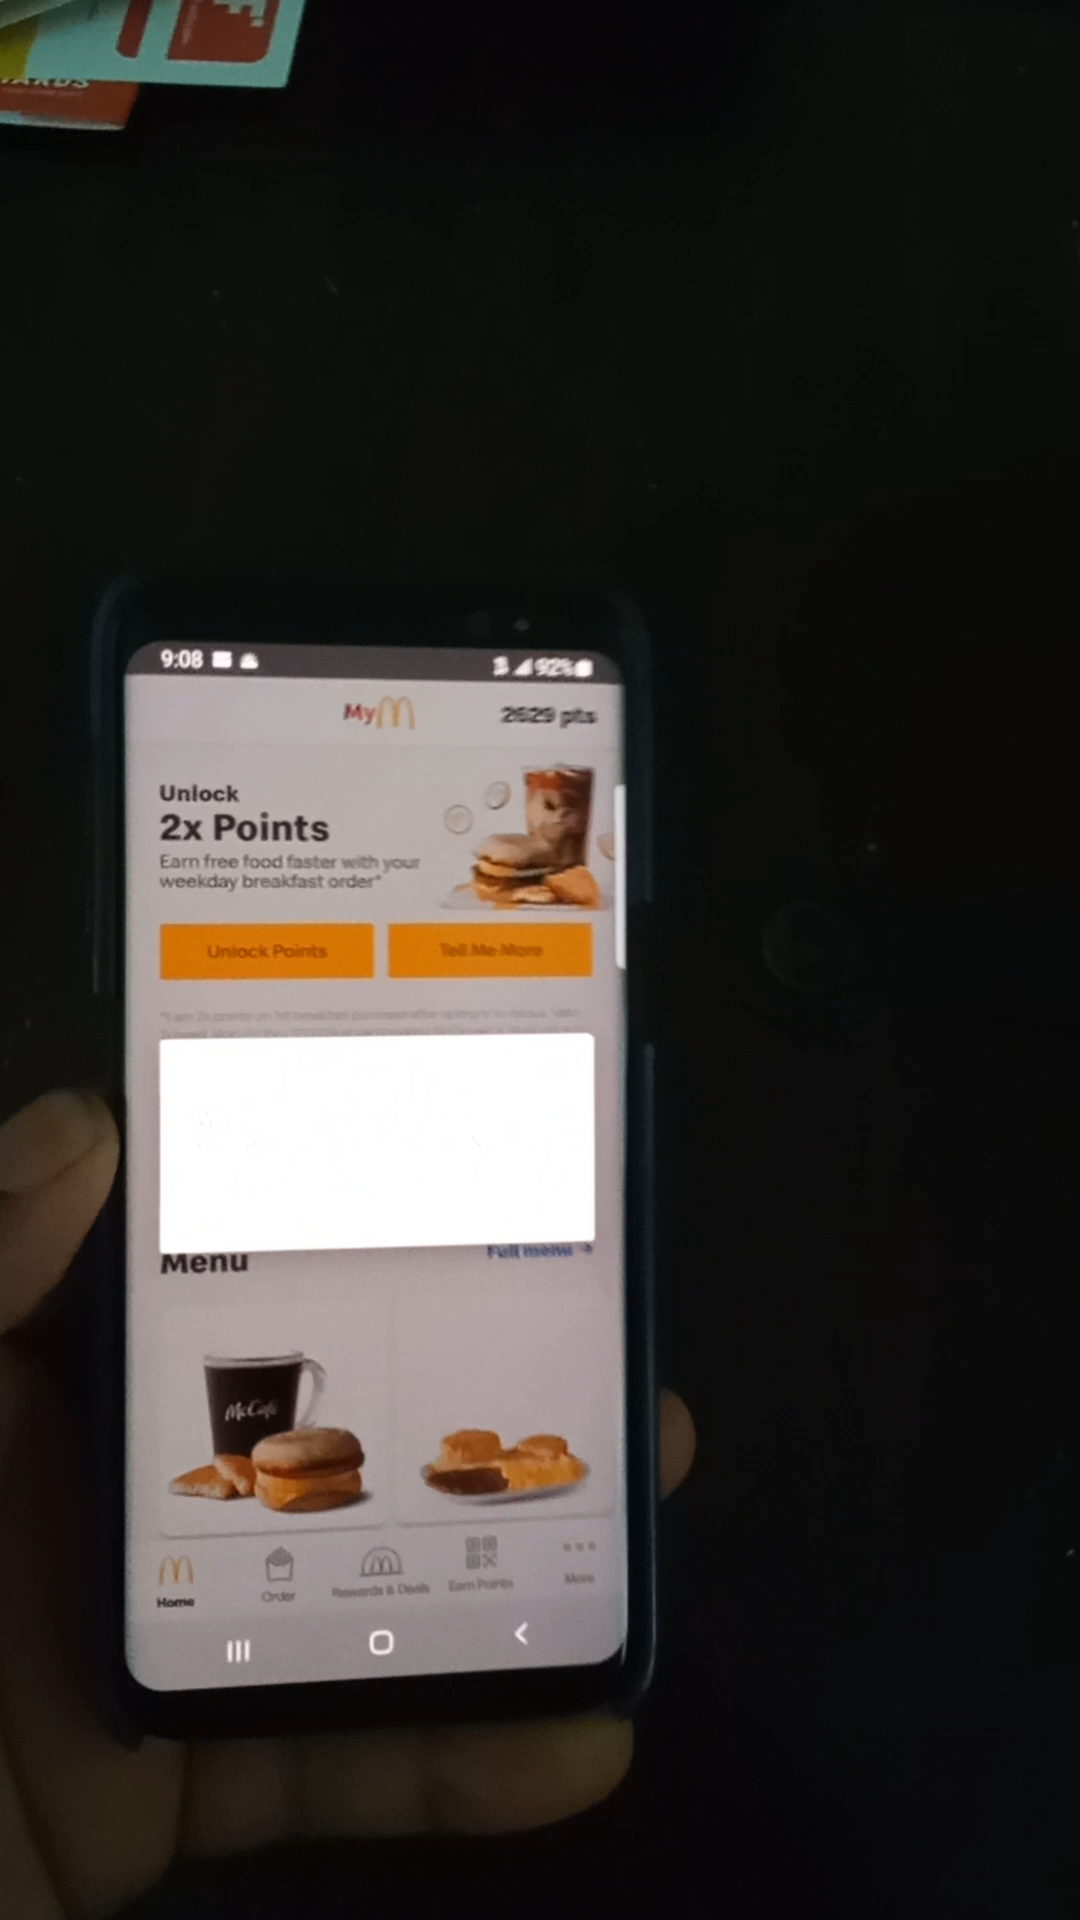 9:08 92%
My
2629 pts
Unlock
2x Points
Earn free food faster with your
weekday breakfast order*
Unlock Points
Tell Me More
Menu
Full menu
McCafé
Home
Order
Rewards & Deals
Earn Points
More